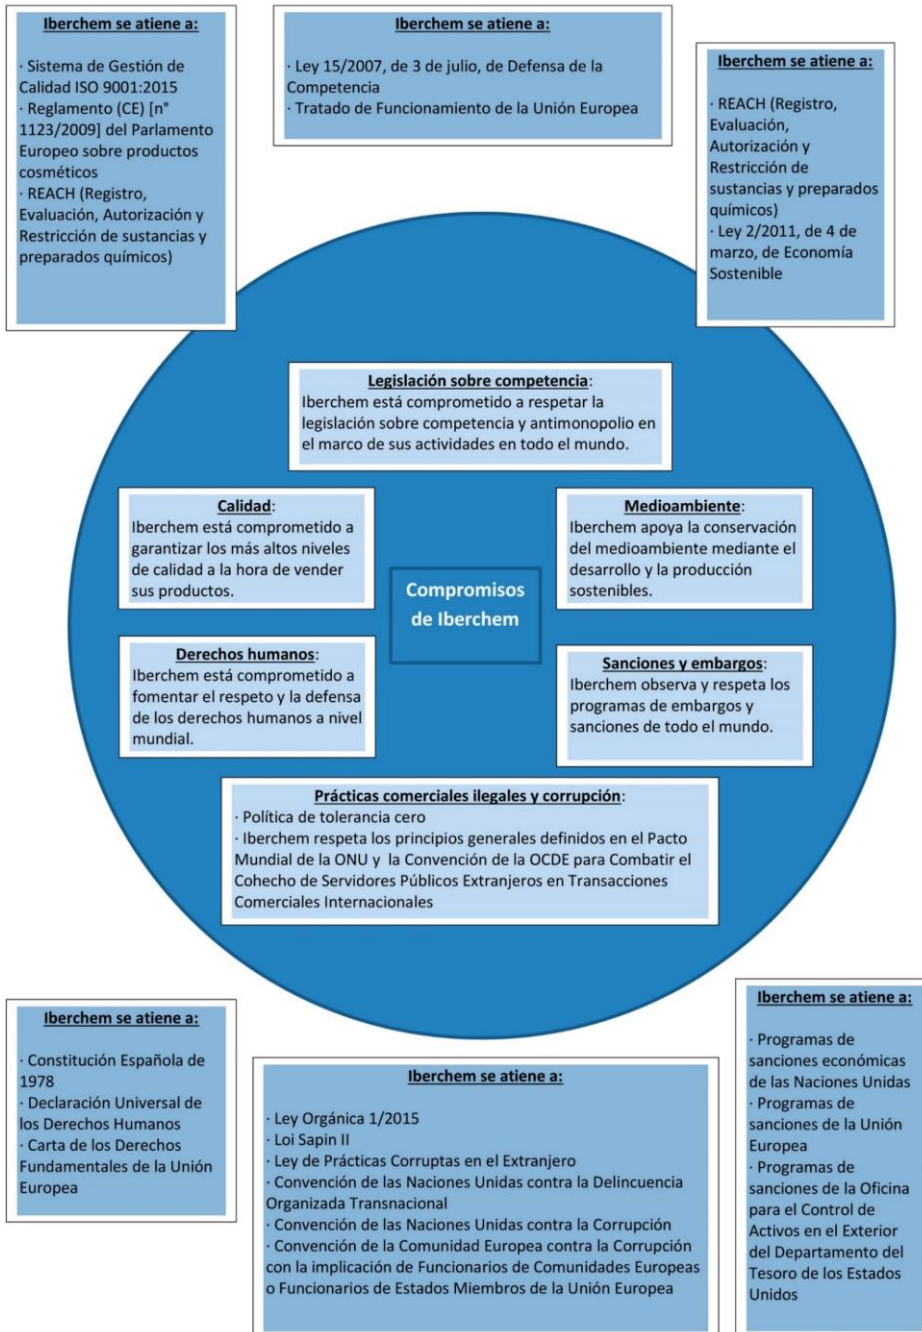 Iberchem se atiene a:
· Sistema de Gestión de
Calidad ISO 9001:2015
· Reglamento (CE) [n°
1123/2009] del Parlamento
Europeo sobre productos
cosméticos
· REACH (Registro,
Evaluación, Autorización y
Restricción de sustancias y
preparados químicos)
Iberchem se atiene a:
· Ley 15/2007, de 3 de julio, de Defensa de la
Competencia
· Tratado de Funcionamiento de la Unión Europea
Iberchem se atiene a:
· REACH (Registro,
Evaluación,
Autorización y
Restricción de
sustancias y preparados
químicos)
· Ley 2/2011, de 4 de
marzo, de Economía
Sostenible
Legislación sobre competencia:
Iberchem está comprometido a respetar la
legislación sobre competencia y antimonopolio en
el marco de sus actividades en todo el mundo.
Calidad:
Iberchem está comprometido a
garantizar los más altos niveles
de calidad a la hora de vender
sus productos.
Medioambiente:
Iberchem apoya la conservación
del medioambiente mediante el
desarrollo y la producción
sostenibles.
Compromisos
de Iberchem
Derechos humanos:
Iberchem está comprometido a
fomentar el respeto y la defensa
de los derechos humanos a nivel
mundial.
Sanciones y embargos:
Iberchem observa y respeta los
programas de embargos y
sanciones de todo el mundo.
Prácticas comerciales ilegales y corrupción:
· Política de tolerancia cero
· Iberchem respeta los principios generales definidos en el Pacto
Mundial de la ONU y la Convención de la OCDE para Combatir el
Cohecho de Servidores Públicos Extranjeros en Transacciones
Comerciales Internacionales
Iberchem se atiene a:
· Constitución Española de
1978
· Declaración Universal de
los Derechos Humanos
· Carta de los Derechos
Fundamentales de la Unión
Europea
Iberchem se atiene a:
· Ley Orgánica 1/2015
· Loi Sapin II
· Ley de Prácticas Corruptas en el Extranjero
· Convención de las Naciones Unidas contra la Delincuencia
Organizada Transnacional
· Convención de las Naciones Unidas contra la Corrupción
· Convención de la Comunidad Europea contra la Corrupción
con la implicación de Funcionarios de Comunidades Europeas
o Funcionarios de Estados Miembros de la Unión Europea
Iberchem se atiene a:
· Programas de
sanciones económicas
de las Naciones Unidas
· Programas de
sanciones de la Unión
Europea
· Programas de
sanciones de la Oficina
para el Control de
Activos en el Exterior
del Departamento del
Tesoro de los Estados
Unidos